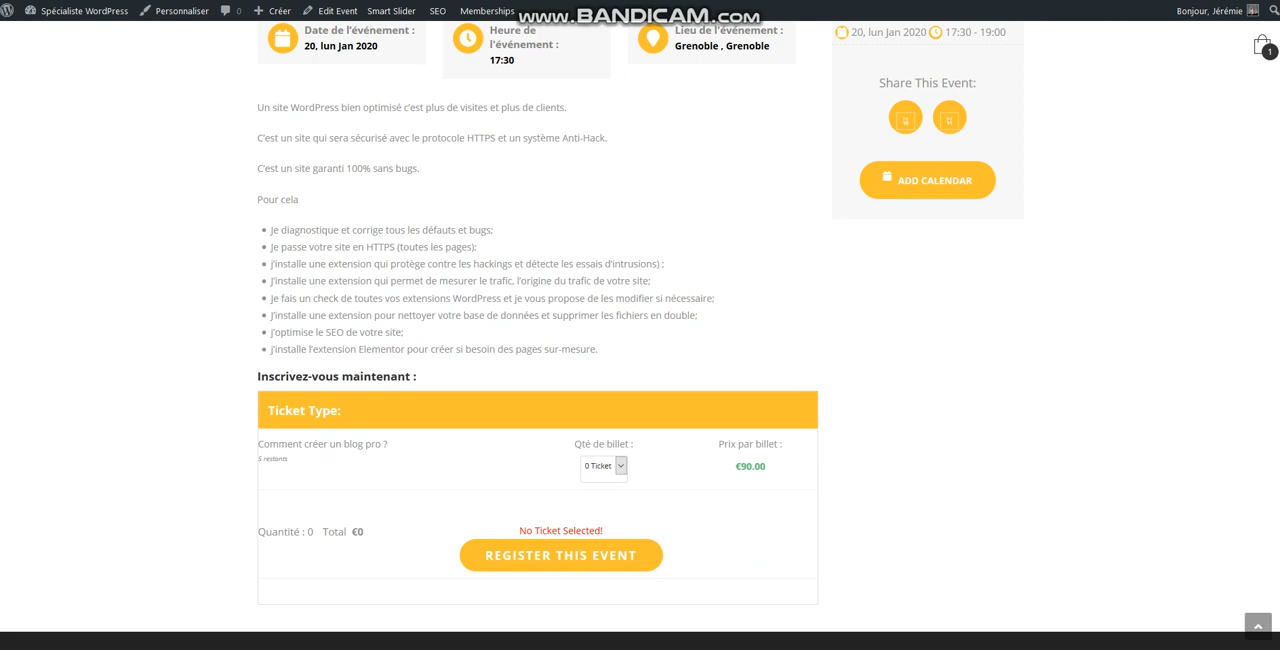 Spécialiste WordPress Personnaliser 0 Créer Edit Event Smart Slider SEO Memberships Bonjour, Jérémie
www.BANDICAM.com
Date de l'événement :
20, lun Jan 2020
Heure de
l'événement :
17:30
Lieu de l'événement :
Grenoble , Grenoble
20, lun Jan 2020 17:30 - 19:00
1
Share This Event:
ADD CALENDAR
Un site WordPress bien optimisé c'est plus de visites et plus de clients.
C'est un site qui sera sécurisé avec le protocole HTTPS et un système Anti-Hack.
C'est un site garanti 100% sans bugs.
Pour cela
Je diagnostique et corrige tous les défauts et bugs;
Je passe votre site en HTTPS (toutes les pages);
j'installe une extension qui protège contre les hackings et détecte les essais d'intrusions) ;
J'installe une extension qui permet de mesurer le trafic, l'origine du trafic de votre site;
Je fais un check de toutes vos extensions WordPress et je vous propose de les modifier si nécessaire;
J'installe une extension pour nettoyer votre base de données et supprimer les fichiers en double;
j'optimise le SEO de votre site;
j'installe l'extension Elementor pour créer si besoin des pages sur-mesure.
Inscrivez-vous maintenant :
Ticket Type:
Comment créer un blog pro ? Qté de billet : Prix par billet :
5 restants
0 Ticket €90.00
Quantité : 0 Total €0 No Ticket Selected!
REGISTER THIS EVENT